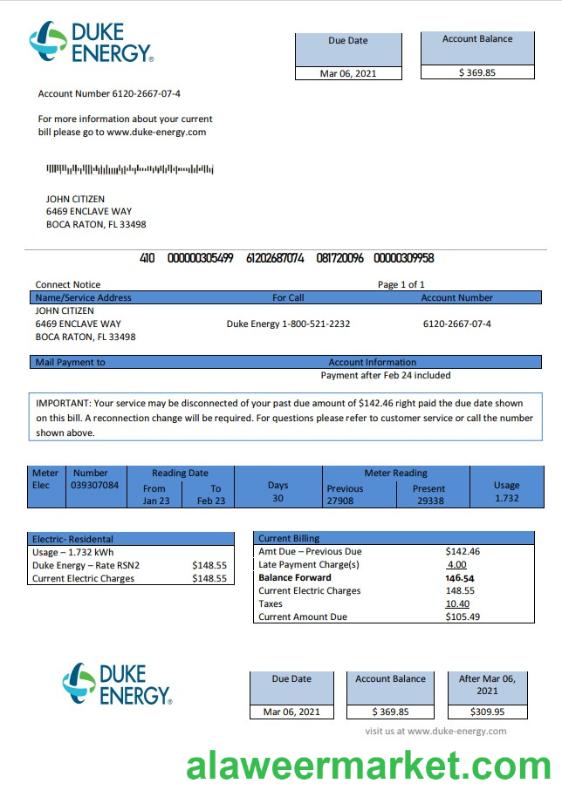 DUKE
ENERGY®
Due Date
Mar 06, 2021
Account Balance
$ 369.85
Account Number 6120-2667-07-4
For more information about your current
bill please go to www.duke-energy.com
JOHN CITIZEN
6469 ENCLAVE WAY
BOCA RATON, FL 33498
410 000000305499 61202687074 081720096 00000309958
Connect Notice Page 1 of 1
Name/Service Address For Call Account Number
JOHN CITIZEN
6469 ENCLAVE WAY Duke Energy 1-800-521-2232 6120-2667-07-4
BOCA RATON, FL 33498
Mail Payment to Account Information
Payment after Feb 24 included
IMPORTANT: Your service may be disconnected of your past due amount of $142.46 right paid the due date shown
on this bill. A reconnection change will be required. For questions please refer to customer service or call the number
shown above.
Meter Number Reading Date Days Meter Reading Usage
Elec 039307084 From To 30 Previous Present 1.732
Jan 23 Feb 23 27908 29338
Electric- Residential
Usage – 1.732 kWh
Duke Energy – Rate RSN2 $148.55
Current Electric Charges $148.55
Current Billing
Amt Due – Previous Due $142.46
Late Payment Charge(s) 4.00
Balance Forward 146.54
Current Electric Charges 148.55
Taxes 10.40
Current Amount Due $105.49
DUKE
ENERGY®
Due Date
Mar 06, 2021
Account Balance
$ 369.85
After Mar 06,
2021
$309.95
visit us at www.duke-energy.com
alaweermarket.com